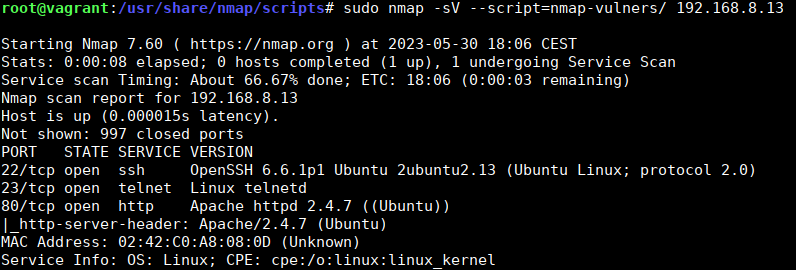 root@vagrant:/usr/share/nmap/scripts# sudo nmap -sV --script=nmap-vulners/ 192.168.8.13
Starting Nmap 7.60 ( https://nmap.org ) at 2023-05-30 18:06 CEST
Stats: 0:00:08 elapsed; 0 hosts completed (1 up), 1 undergoing Service Scan
Service scan Timing: About 66.67% done; ETC: 18:06 (0:00:03 remaining)
Nmap scan report for 192.168.8.13
Host is up (0.000015s latency).
Not shown: 997 closed ports
PORT   STATE SERVICE VERSION
22/tcp open  ssh     OpenSSH 6.6.1p1 Ubuntu 2ubuntu2.13 (Ubuntu Linux; protocol 2.0)
23/tcp open  telnet  Linux telnetd
80/tcp open  http    Apache httpd 2.4.7 ((Ubuntu))
|_http-server-header: Apache/2.4.7 (Ubuntu)
MAC Address: 02:42:C0:A8:08:0D (Unknown)
Service Info: OS: Linux; CPE: cpe:/o:linux:linux_kernel